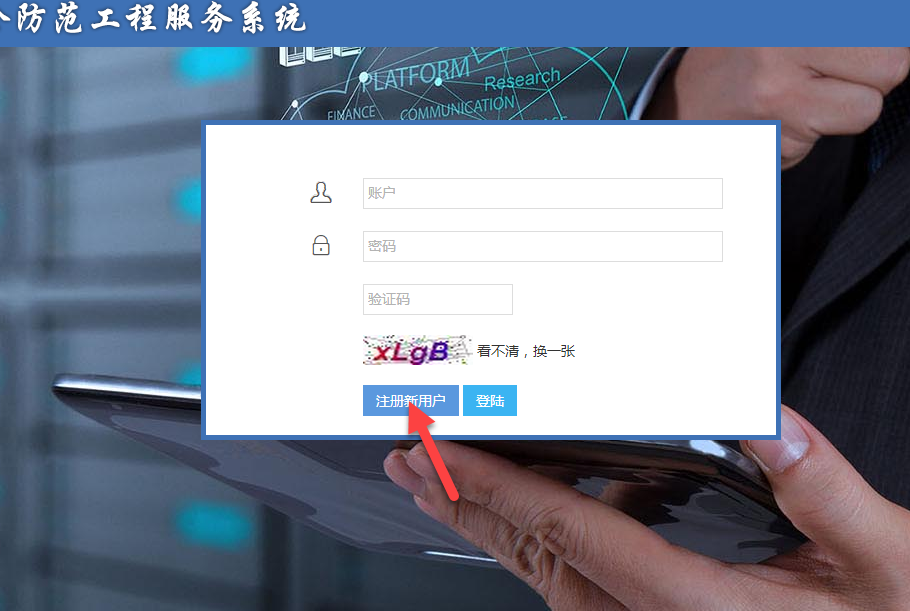 防范工程服务系统
PLATFORM
Research
FINANCE
COMMUNICATION
账户
密码
验证码
xLgB
看不清，换一张
注册新用户
登陆